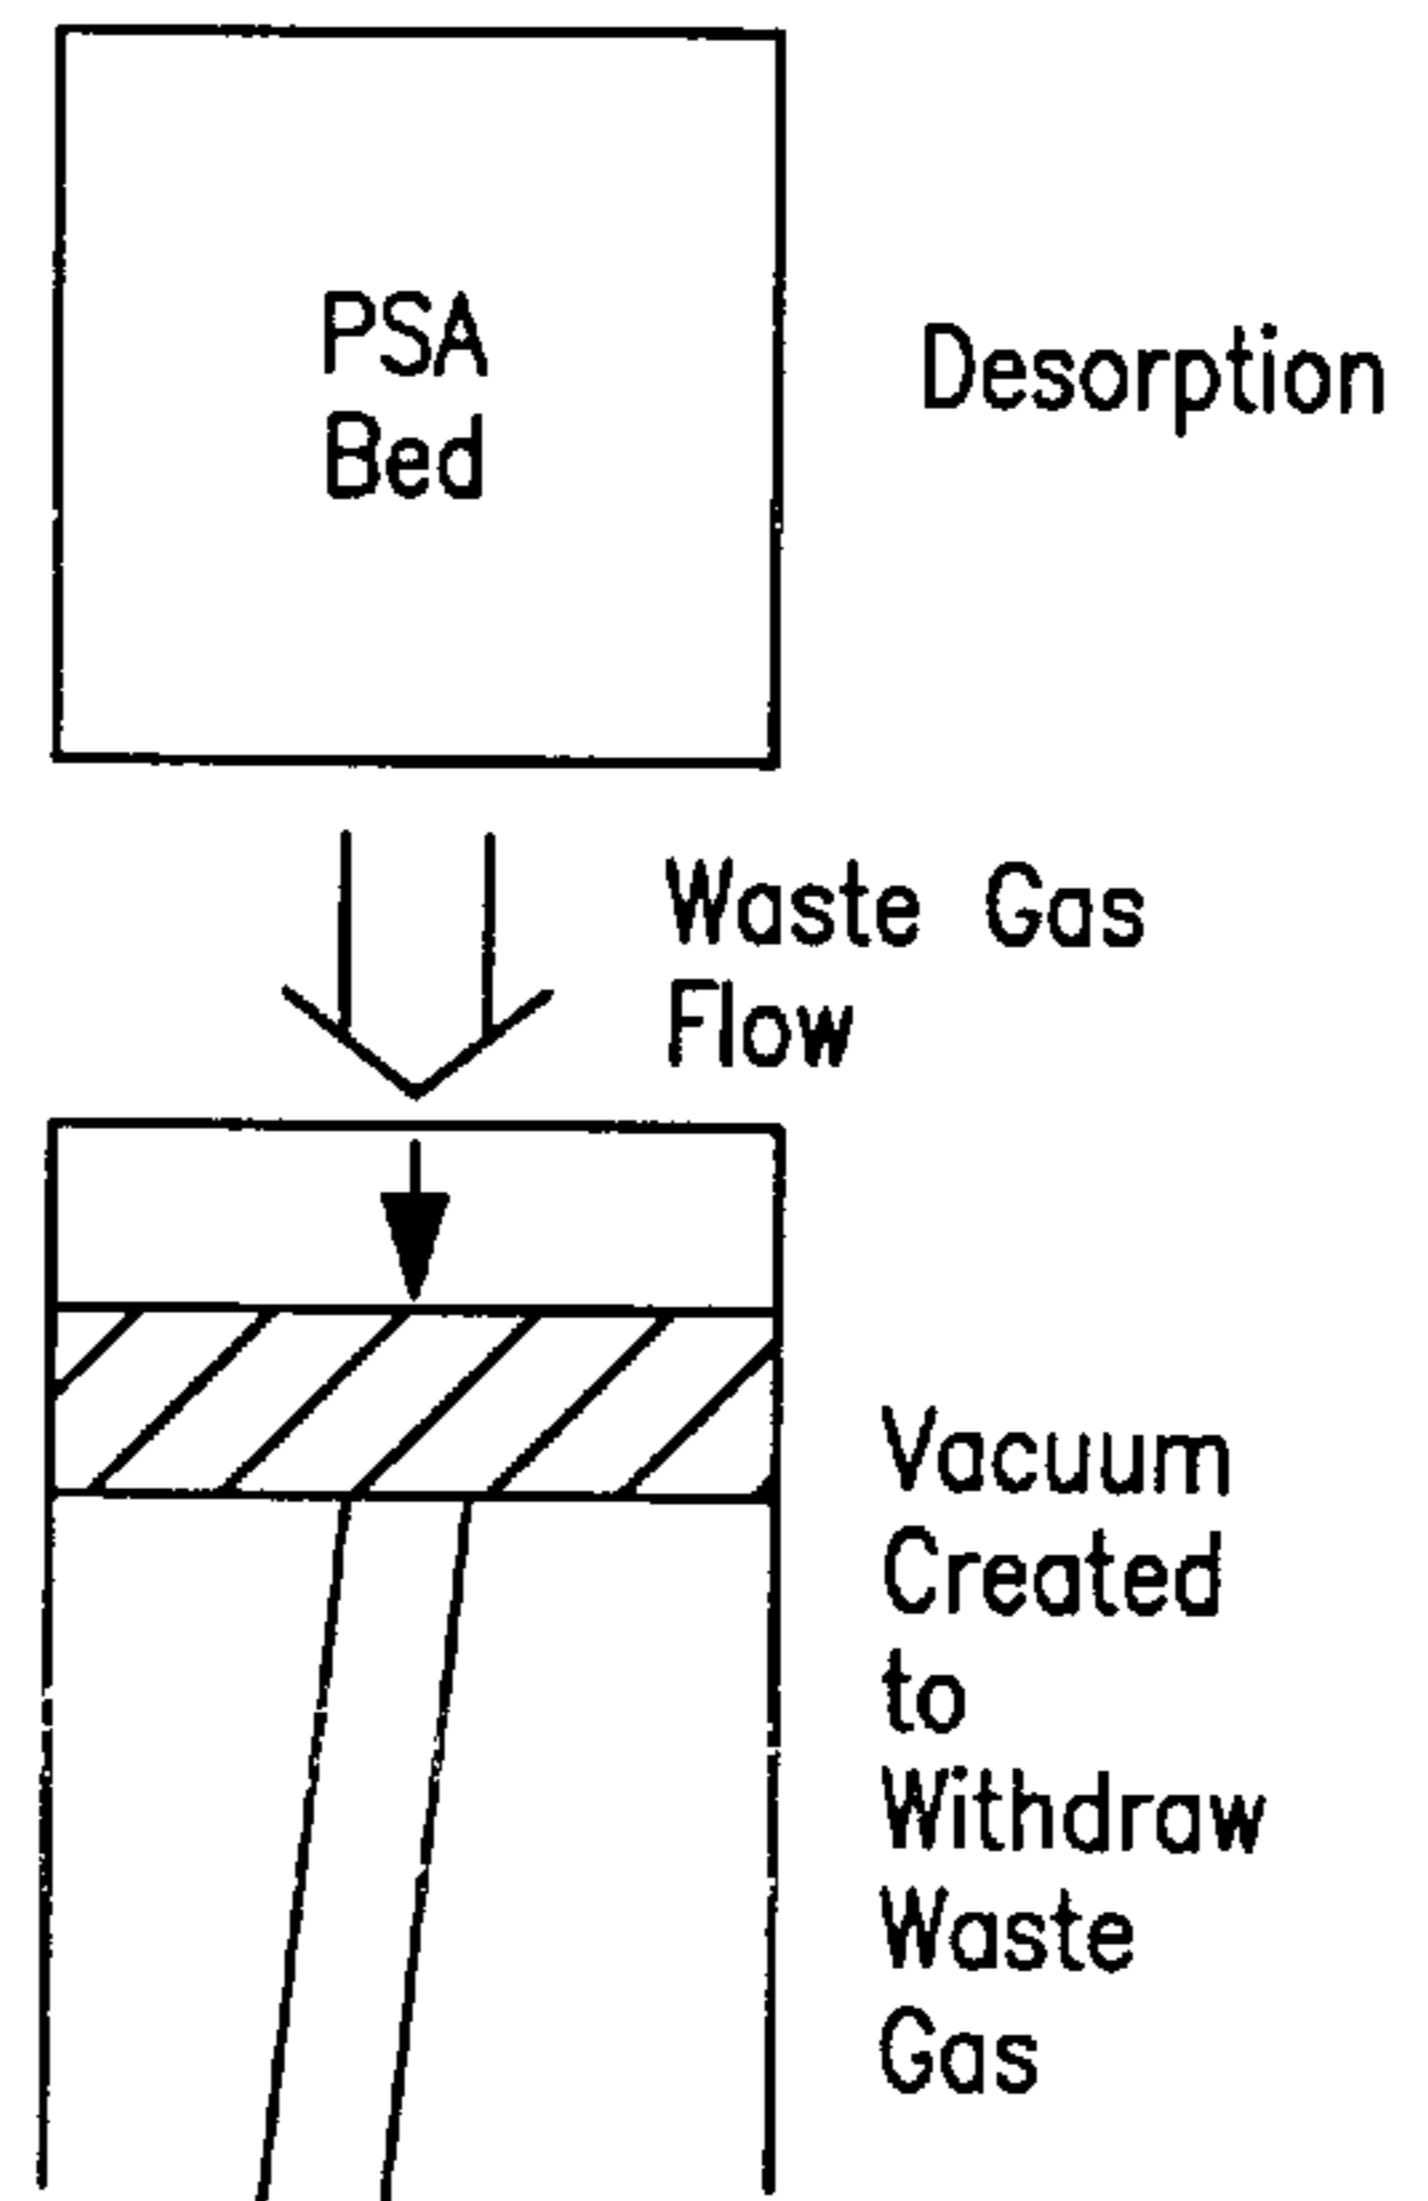 PSA
Bed
Desorption
Waste Gas
Flow
Vacuum
Created
to
Withdraw
Waste
Gas